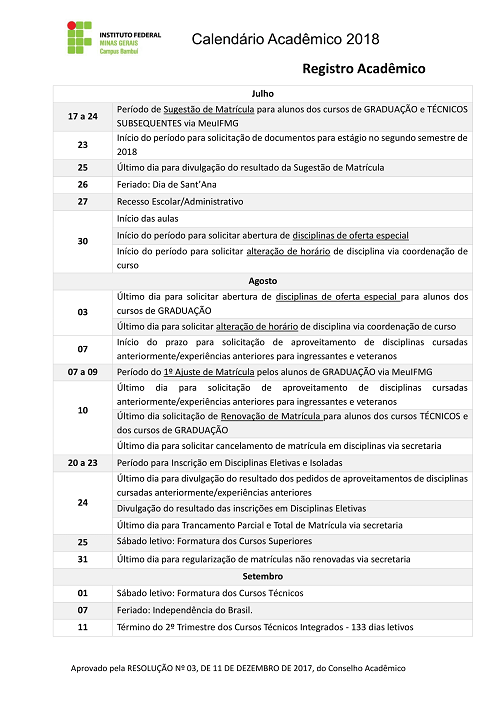 INSTITUTO FEDERAL
MINAS GERAIS
Campus Bambuí
Calendário Acadêmico 2018
Registro Acadêmico
Julho
17 a 24
Período de Sugestão de Matrícula para alunos dos cursos de GRADUAÇÃO e TÉCNICOS
SUBSEQUENTES via MeuIFMG
23
Início do período para solicitação de documentos para estágio no segundo semestre de
2018
25
Último dia para divulgação do resultado da Sugestão de Matrícula
26
Feriado: Dia de Sant'Ana
27
Recesso Escolar/Administrativo
30
Início das aulas
Início do período para solicitar abertura de disciplinas de oferta especial
Início do período para solicitar alteração de horário de disciplina via coordenação de
curso
Agosto
03
Último dia para solicitar abertura de disciplinas de oferta especial para alunos dos
cursos de GRADUAÇÃO
Último dia para solicitar alteração de horário de disciplina via coordenação de curso
07
Início do prazo para solicitação de aproveitamento de disciplinas cursadas
anteriormente/experiências anteriores para ingressantes e veteranos
07 a 09
Período do 1º Ajuste de Matrícula pelos alunos de GRADUAÇÃO via MeuIFMG
10
Último dia para solicitação de aproveitamento de disciplinas cursadas
anteriormente/experiências anteriores para ingressantes e veteranos
Último dia solicitação de Renovação de Matrícula para alunos dos cursos TÉCNICOS e
dos cursos de GRADUAÇÃO
Último dia para solicitar cancelamento de matrícula em disciplinas via secretaria
20 a 23
Período para Inscrição em Disciplinas Eletivas e Isoladas
24
Último dia para divulgação do resultado dos pedidos de aproveitamentos de disciplinas
cursadas anteriormente/experiências anteriores
Divulgação do resultado das inscrições em Disciplinas Eletivas
Último dia para Trancamento Parcial e Total de Matrícula via secretaria
25
Sábado letivo: Formatura dos Cursos Superiores
31
Último dia para regularização de matrículas não renovadas via secretaria
Setembro
01
Sábado letivo: Formatura dos Cursos Técnicos
07
Feriado: Independência do Brasil.
11
Término do 2º Trimestre dos Cursos Técnicos Integrados - 133 dias letivos
Aprovado pela RESOLUÇÃO Nº 03, DE 11 DE DEZEMBRO DE 2017, do Conselho Acadêmico